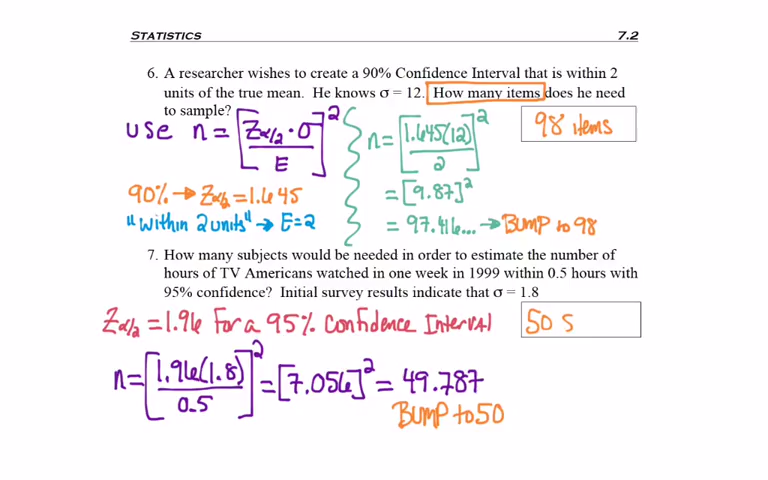 STATISTICS 7.2
6. A researcher wishes to create a 90% Confidence Interval that is within 2
units of the true mean. He knows σ = 12. How many items does he need
to sample?
98 items
USE n = [Zα/2 · σ / E]²
n = [1.645(12) / 2]²
= [9.87]²
= 97.416... → BUMP to 98
90% → Zα/2 = 1.645
"Within 2 units" → E = 2
7. How many subjects would be needed in order to estimate the number of
hours of TV Americans watched in one week in 1999 within 0.5 hours with
95% confidence? Initial survey results indicate that σ = 1.8
Zα/2 = 1.96 For a 95% Confidence Interval
50 S
n = [1.96(1.8) / 0.5]² = [7.056]² = 49.787
BUMP to 50